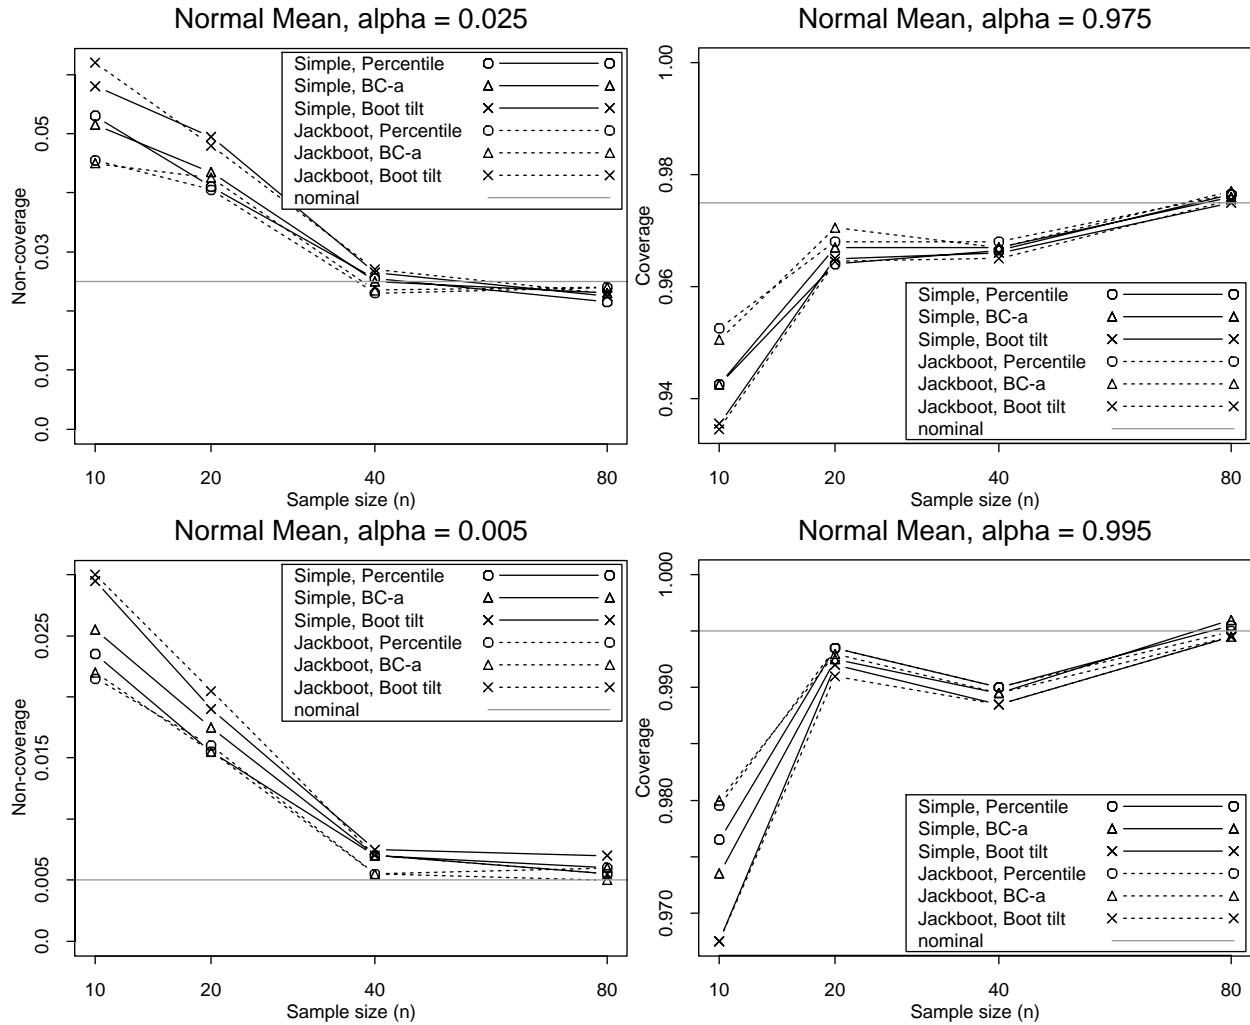 Normal Mean, alpha = 0.025
Non-coverage
0.05
0.03
0.01
0.0
Simple, Percentile
Simple, BC-a
Simple, Boot tilt
Jackboot, Percentile
Jackboot, BC-a
Jackboot, Boot tilt
nominal
10 20 40 80
Sample size (n)
Normal Mean, alpha = 0.975
Coverage
1.00
0.98
0.96
0.94
Simple, Percentile
Simple, BC-a
Simple, Boot tilt
Jackboot, Percentile
Jackboot, BC-a
Jackboot, Boot tilt
nominal
10 20 40 80
Sample size (n)
Normal Mean, alpha = 0.005
Non-coverage
0.025
0.015
0.005
0.0
Simple, Percentile
Simple, BC-a
Simple, Boot tilt
Jackboot, Percentile
Jackboot, BC-a
Jackboot, Boot tilt
nominal
10 20 40 80
Sample size (n)
Normal Mean, alpha = 0.995
Coverage
1.000
0.990
0.980
0.970
Simple, Percentile
Simple, BC-a
Simple, Boot tilt
Jackboot, Percentile
Jackboot, BC-a
Jackboot, Boot tilt
nominal
10 20 40 80
Sample size (n)